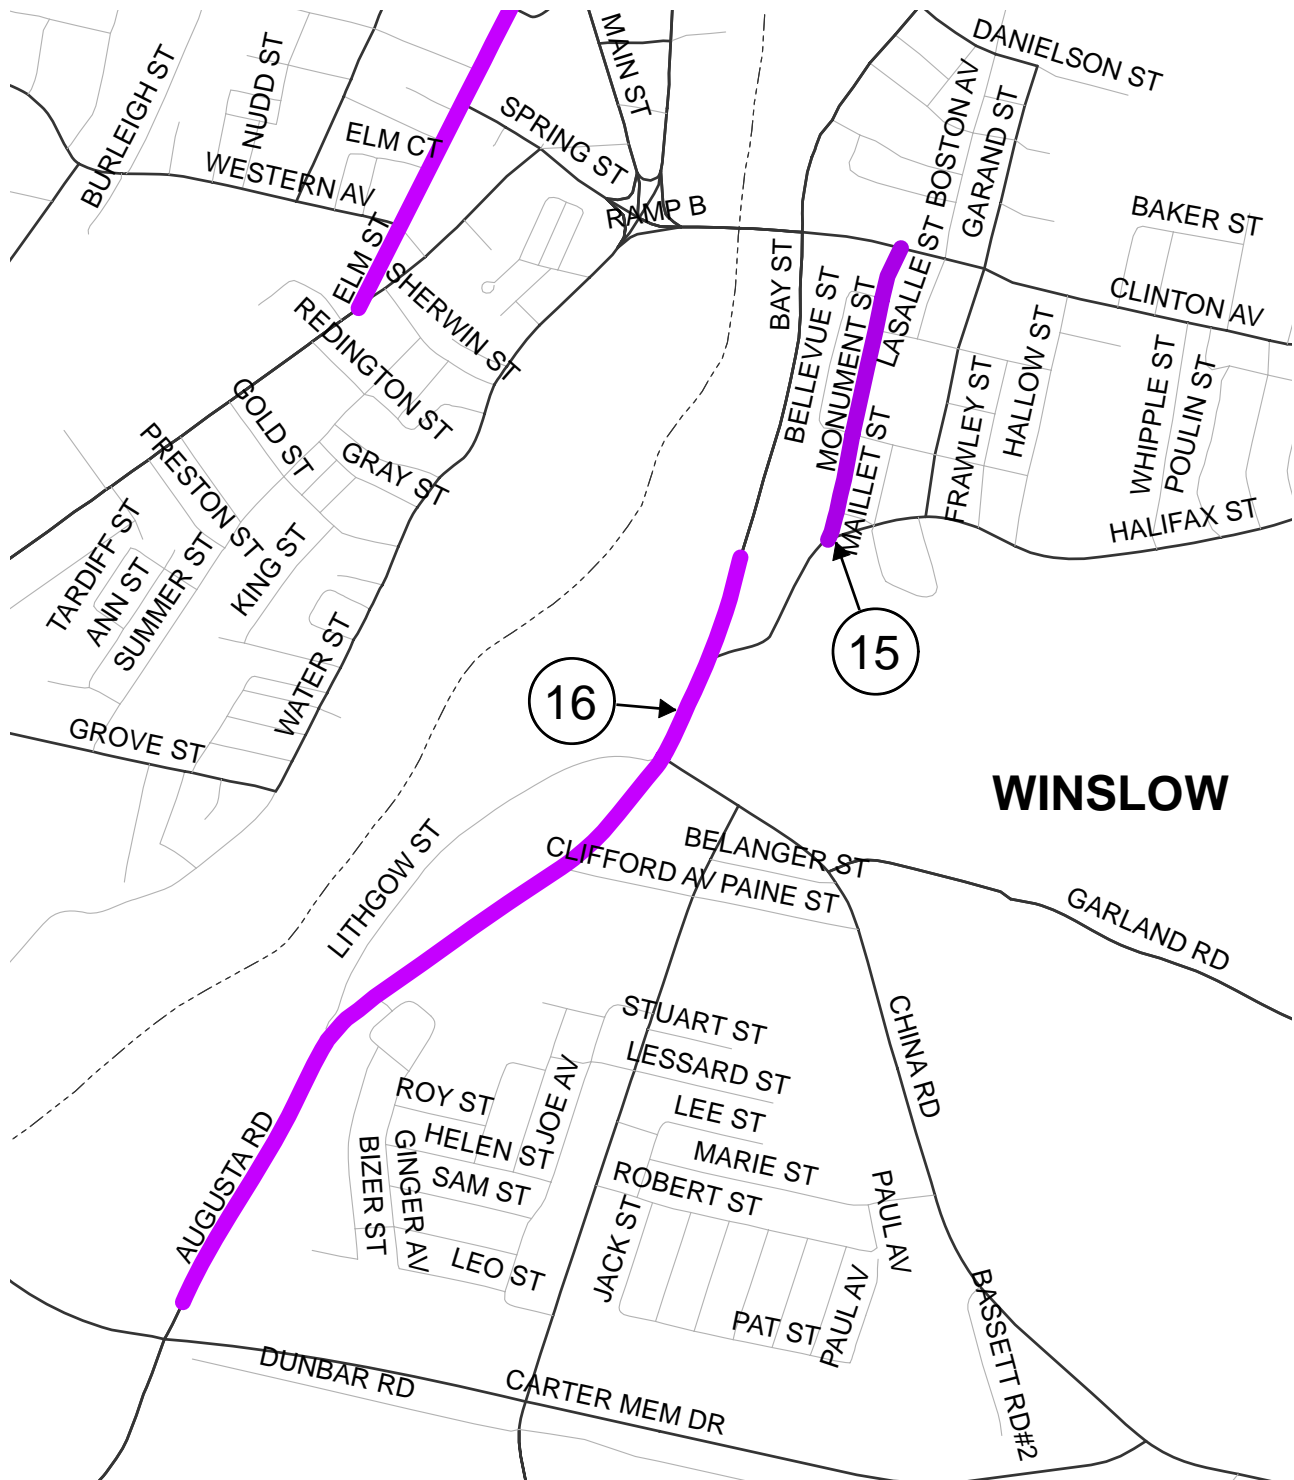 MAIN ST
DANIELSON ST
BURLEIGH ST
NUDD ST
SPRING ST
BOSTON AV
GARAND ST
ELM CT
WESTERN AV
RAMP B
BAKER ST
ELM ST
SHERWIN ST
BAY ST
BELLEVUE ST
MONUMENT ST
LASALLE ST
CLINTON AV
REDINGTON ST
HALLOW ST
GOLD ST
FRAWLEY ST
WHIPPLE ST
POULIN ST
PRESTON ST
GRAY ST
MAILLET ST
HALIFAX ST
TARDIFF ST
ANN ST
SUMMER ST
KING ST
WATER ST
15
16
GROVE ST
WINSLOW
LITHGOW ST
BELANGER ST
CLIFFORD AV
PAINE ST
GARLAND RD
STUART ST
CHINA RD
LESSARD ST
ROY ST
JOE AV
LEE ST
AUGUSTA RD
HELEN ST
MARIE ST
BIZER ST
GINGER AV
SAM ST
ROBERT ST
PAUL AV
LEO ST
JACK ST
PAT ST
PAUL AV
BASSETT RD#2
DUNBAR RD
CARTER MEM DR